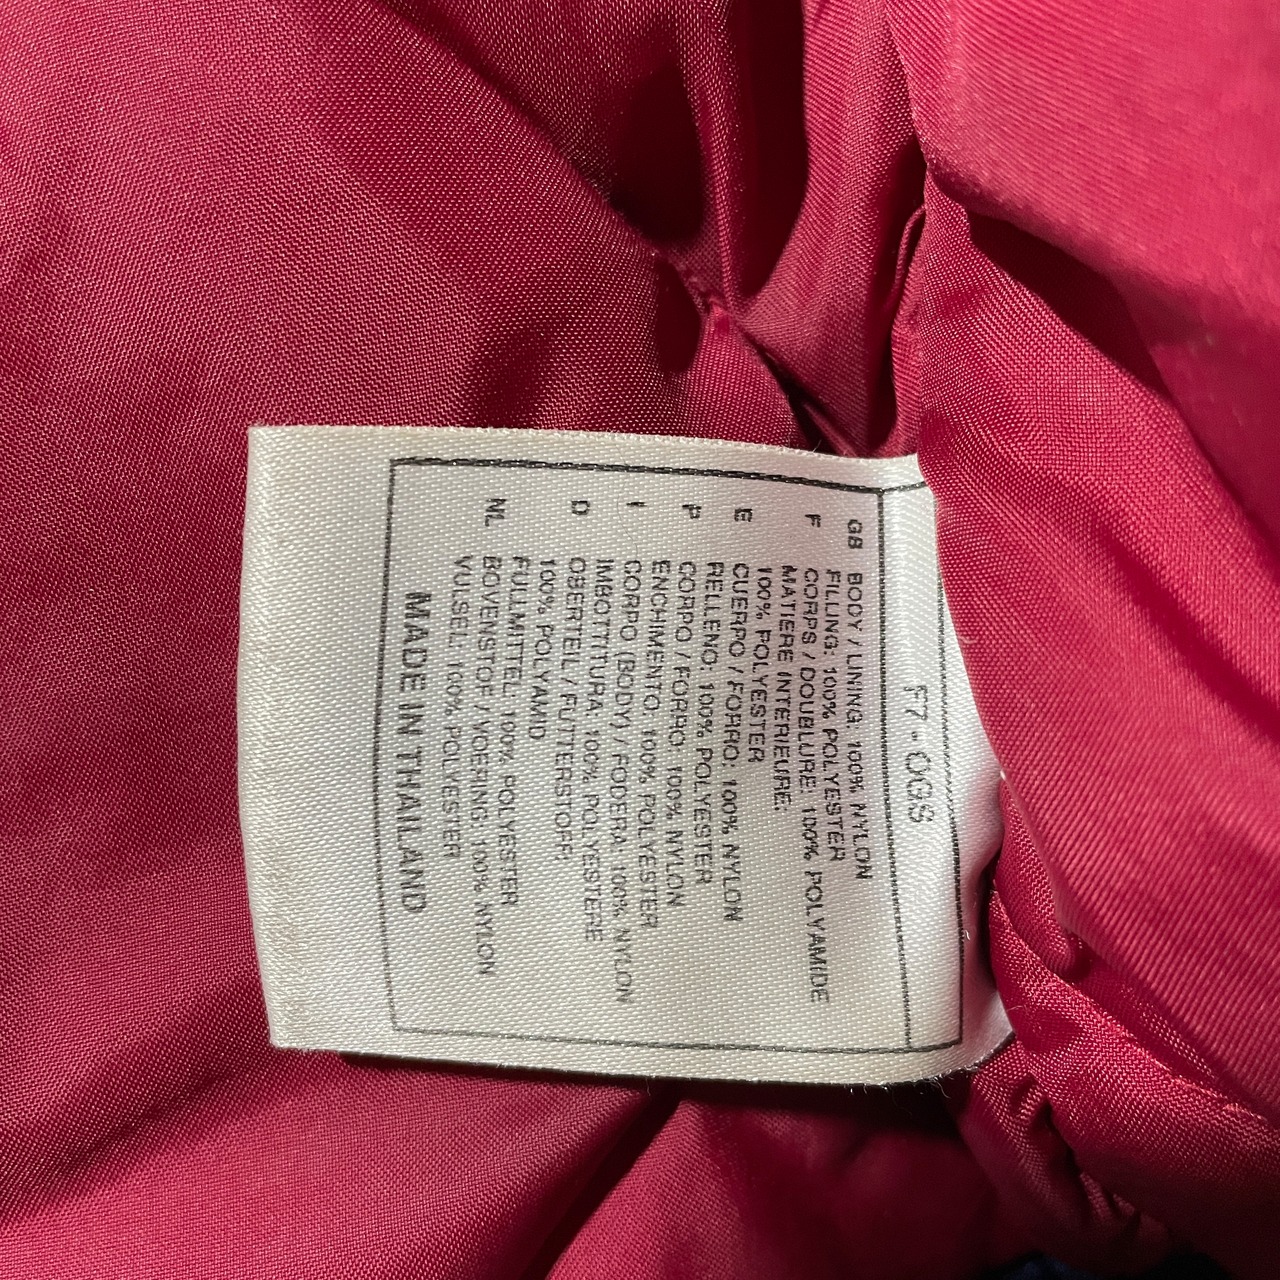 F7 - OGS
GB BODY / LINING: 100% NYLON
FILLING: 100% POLYESTER
F CORPS / DOUBLURE: 100% POLYAMIDE
MATIERE INTERIEURE:
100% POLYESTER
E CUERPO / FORRO: 100% NYLON
RELLENO: 100% POLYESTER
P CORPO / FORRO: 100% NYLON
ENCHIMENTO: 100% POLYESTER
I CORPO (BODY) / FODERA: 100% NYLON
IMBOTTITURA: 100% POLYESTERE
D OBERTEIL / FUTTERSTOFF:
100% POLYAMID
FULLMITTEL: 100% POLYESTER
NL BOVENSTOF / VOERING: 100% NYLON
VULSEL: 100% POLYESTER
MADE IN THAILAND